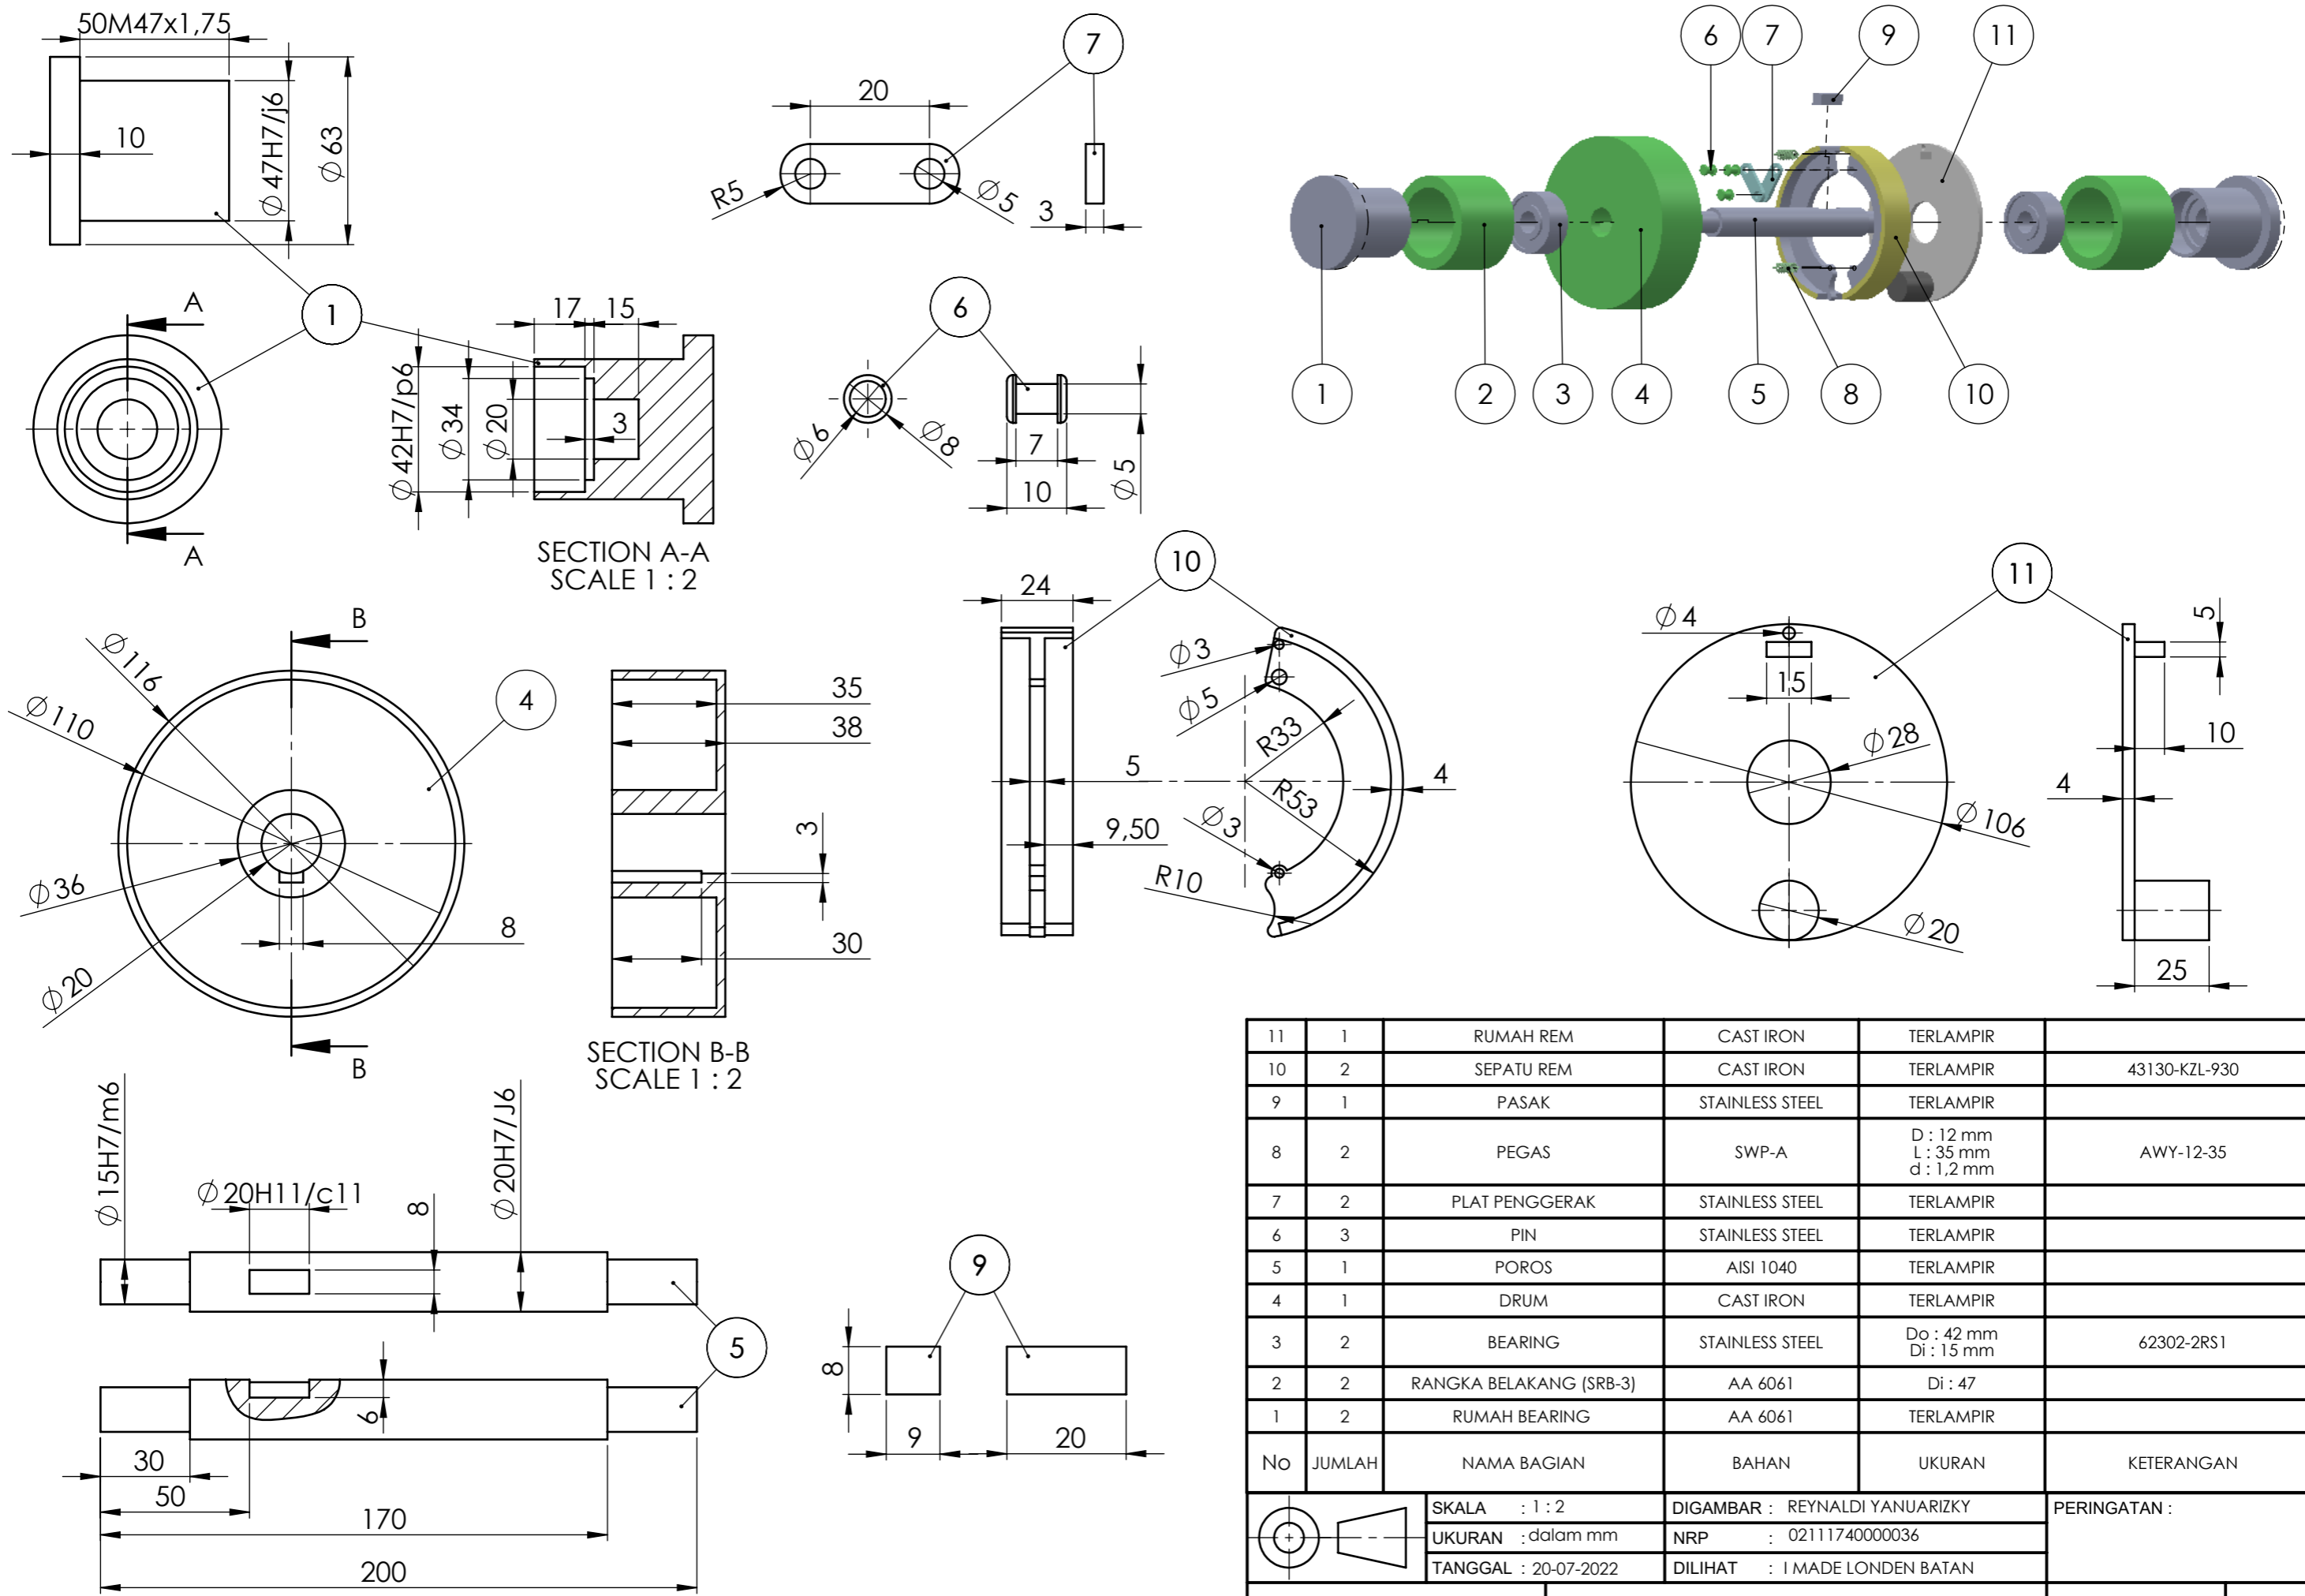 50M47x1,75
10
∅47H7/j6
∅63
1
A
A
17
15
∅42H7/p6
∅34
∅20
3
SECTION A-A
SCALE 1 : 2
20
7
R5
∅5
3
6
∅6
∅8
7
10
∅5
6
7
9
11
1
2
3
4
5
8
10
B
∅116
∅110
4
∅36
∅20
8
B
35
38
3
30
SECTION B-B
SCALE 1 : 2
10
24
5
9,50
∅3
∅5
R33
R53
4
∅3
R10
11
∅4
15
∅28
∅106
∅20
5
10
4
25
∅15H7/m6
∅20H11/c11
8
∅20H7/J6
5
6
30
50
170
200
9
8
9
20
11 1 RUMAH REM CAST IRON TERLAMPIR
10 2 SEPATU REM CAST IRON TERLAMPIR 43130-KZL-930
9 1 PASAK STAINLESS STEEL TERLAMPIR
8 2 PEGAS SWP-A D : 12 mm
L : 35 mm
d : 1,2 mm
AWY-12-35
7 2 PLAT PENGGERAK STAINLESS STEEL TERLAMPIR
6 3 PIN STAINLESS STEEL TERLAMPIR
5 1 POROS AISI 1040 TERLAMPIR
4 1 DRUM CAST IRON TERLAMPIR
3 2 BEARING STAINLESS STEEL Do : 42 mm
Di : 15 mm
62302-2RS1
2 2 RANGKA BELAKANG (SRB-3) AA 6061 Di : 47
1 2 RUMAH BEARING AA 6061 TERLAMPIR
No JUMLAH NAMA BAGIAN BAHAN UKURAN KETERANGAN
SKALA : 1 : 2 DIGAMBAR : REYNALDI YANUARIZKY PERINGATAN :
UKURAN : dalam mm NRP : 02111740000036
TANGGAL : 20-07-2022 DILIHAT : I MADE LONDEN BATAN